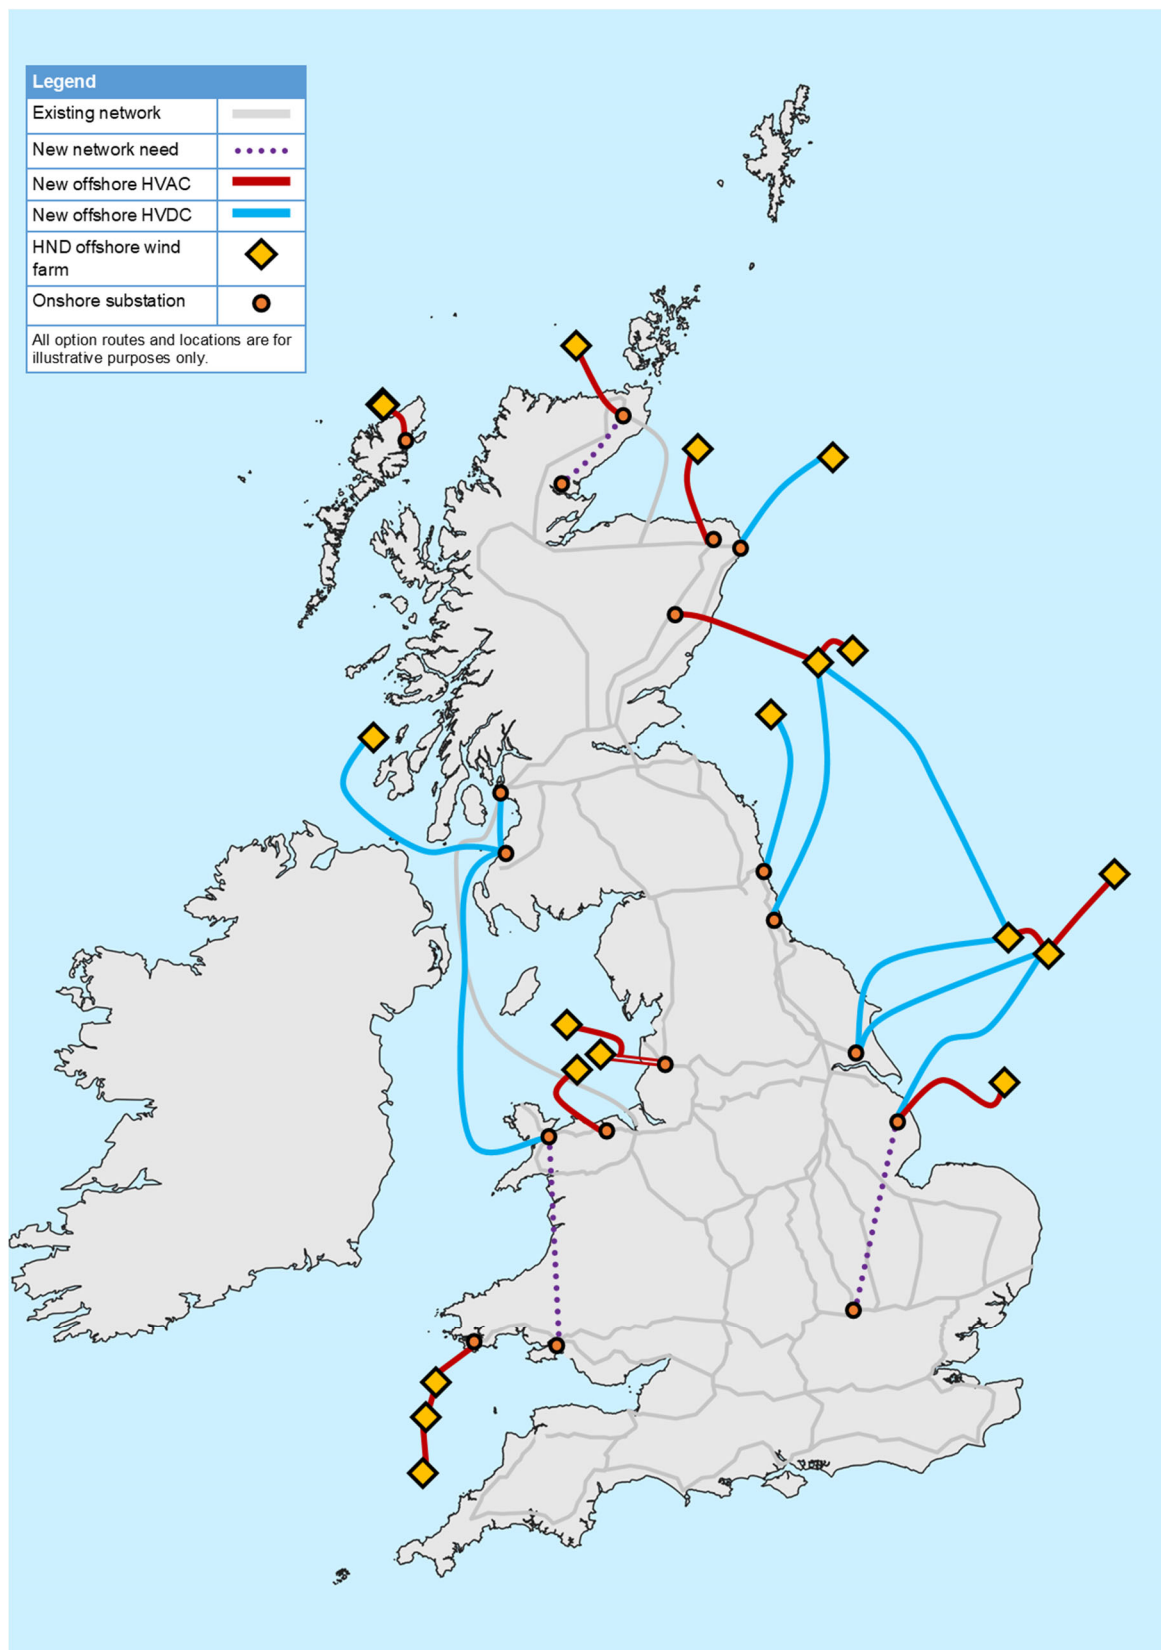 Legend
Existing network
New network need
New offshore HVAC
New offshore HVDC
HND offshore wind
farm
Onshore substation
All option routes and locations are for
illustrative purposes only.